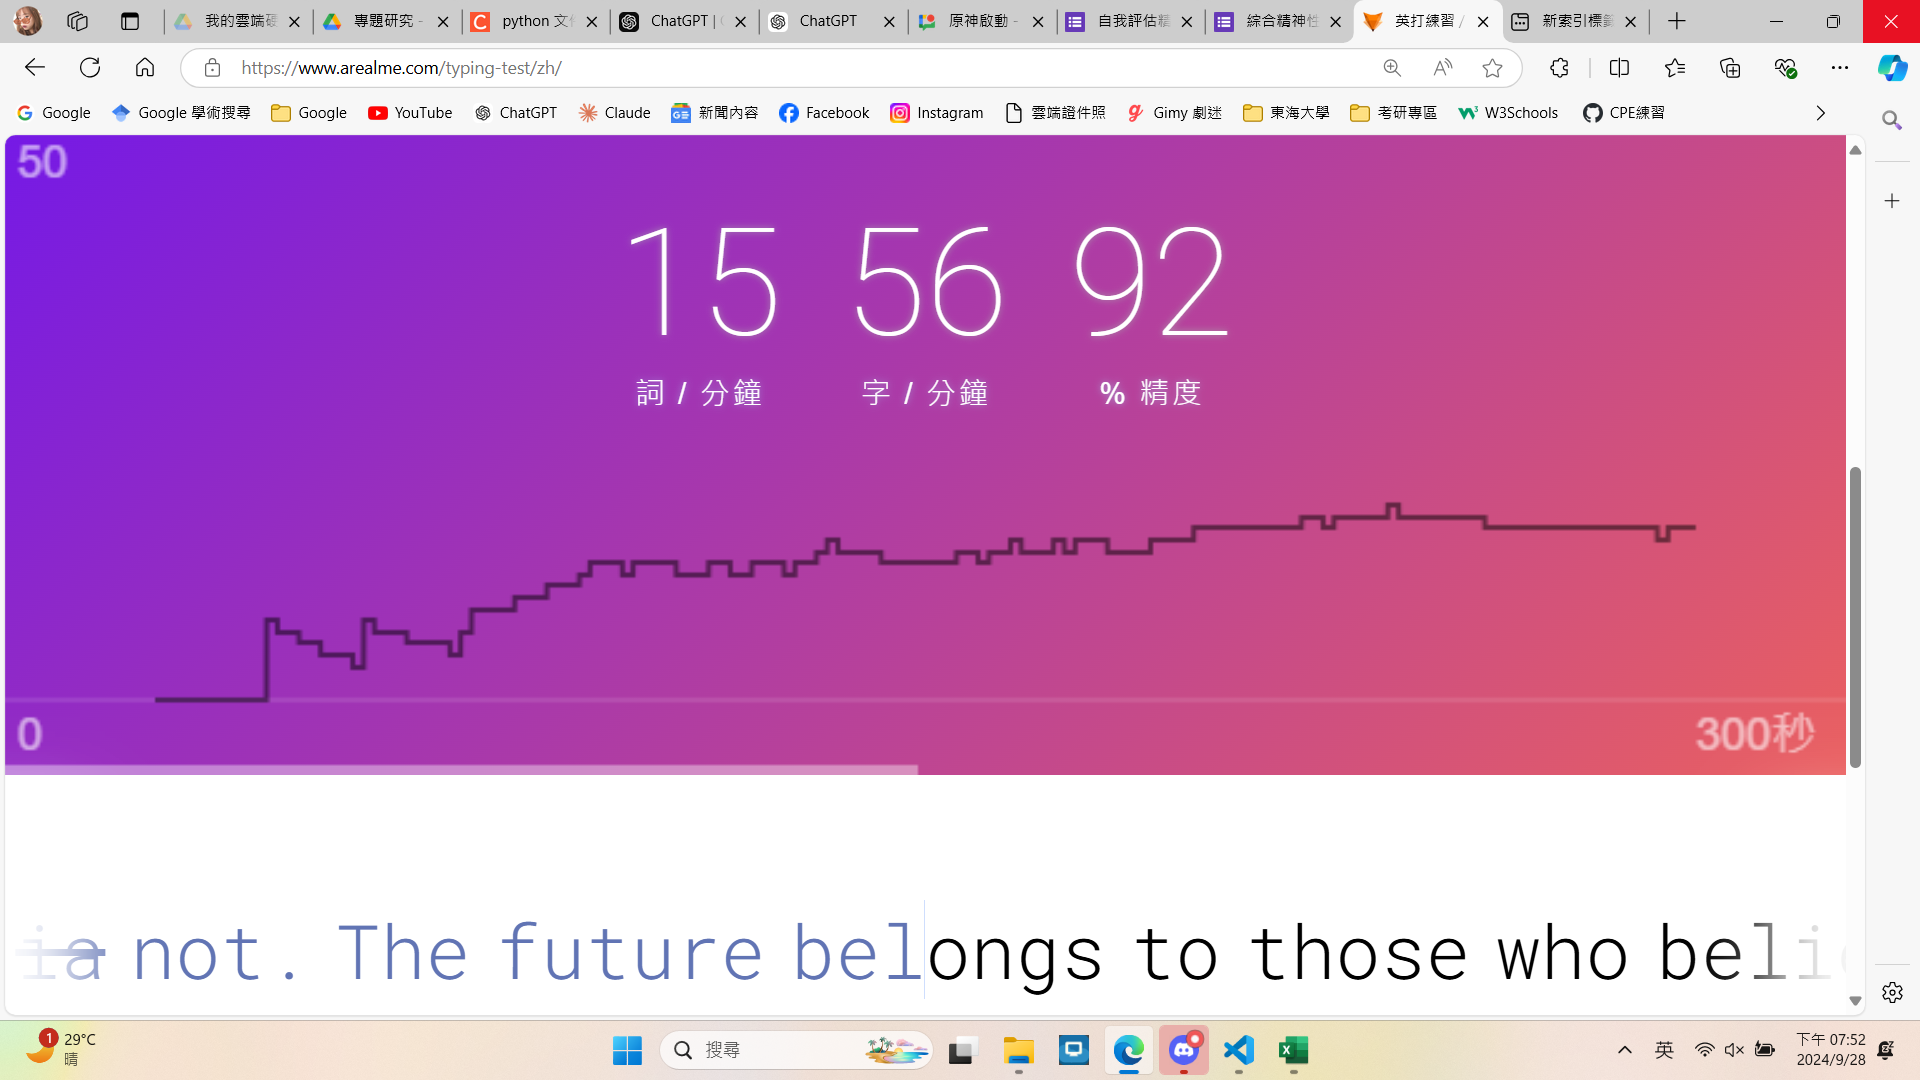 我的雲端硬
專題研究 -
python 文件
ChatGPT | (
ChatGPT
原神啟動 -
自我評估精
綜合精神性
英打練習 /
新索引標籤
https://www.arealme.com/typing-test/zh/
Google
Google 學術搜尋
Google
YouTube
ChatGPT
Claude
新聞內容
Facebook
Instagram
雲端證件照
Gimy 劇迷
東海大學
考研專區
W3Schools
CPE練習
50
15 56 92
詞 / 分鐘 字 / 分鐘 % 精度
0 300秒
ia not. The future belongs to those who beli
1
29°C
晴
搜尋
英
下午 07:52
2024/9/28